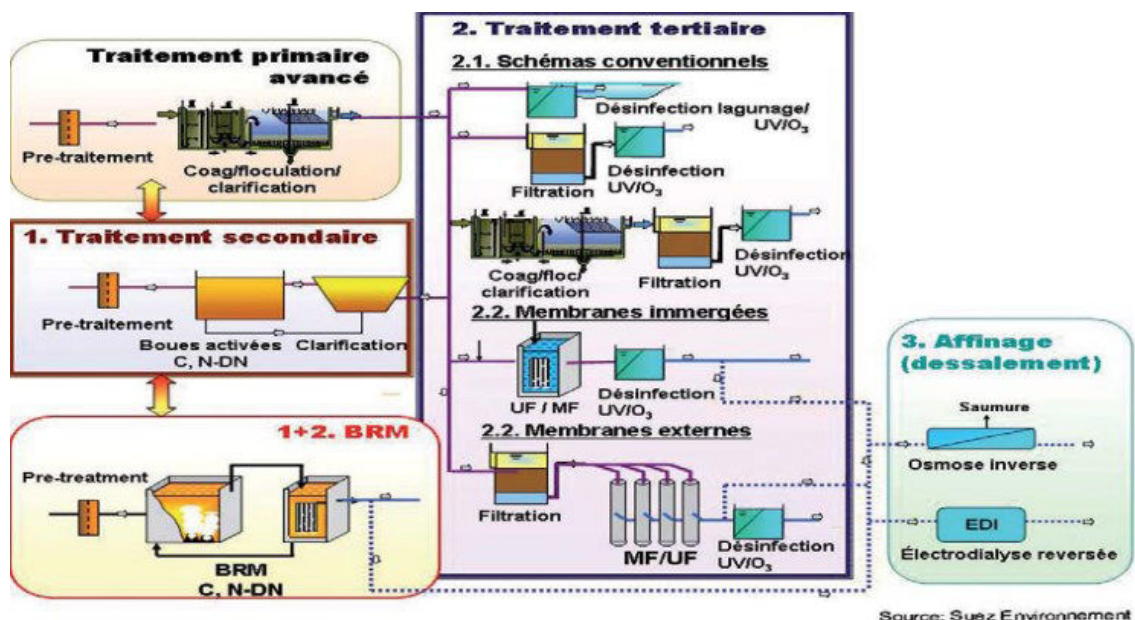 Traitement primaire
avancé
Pre-traitement
Coag/floculation/
clarification
1. Traitement secondaire
Pre-traitement
Boues activées
C, N-DN
Clarification
1+2. BRM
Pre-treatment
BRM
C, N-DN
2. Traitement tertiaire
2.1. Schémas conventionnels
Désinfection lagunage/
UV/O₃
Filtration
Désinfection
UV/O₃
Coag/floc/
clarification
Filtration
Désinfection
UV/O₃
2.2. Membranes immergées
UF / MF
Désinfection
UV/O₃
2.2. Membranes externes
Filtration
MF/UF
Désinfection
UV/O₃
3. Affinage
(dessalement)
Saumure
Osmose inverse
EDI
Électrodialyse reversée
Source: Suez Environnement